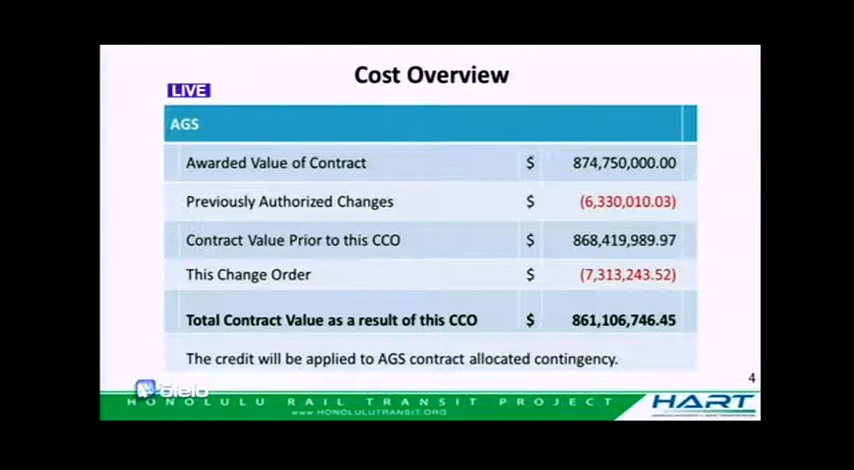 Cost Overview
LIVE
AGS
Awarded Value of Contract $ 874,750,000.00
Previously Authorized Changes $ (6,330,010.03)
Contract Value Prior to this CCO $ 868,419,989.97
This Change Order $ (7,313,243.52)
Total Contract Value as a result of this CCO $ 861,106,746.45
The credit will be applied to AGS contract allocated contingency.
4
ōlelo
HONOLULU RAIL TRANSIT PROJECT
www.HONOLULUTRANSIT.ORG
HART